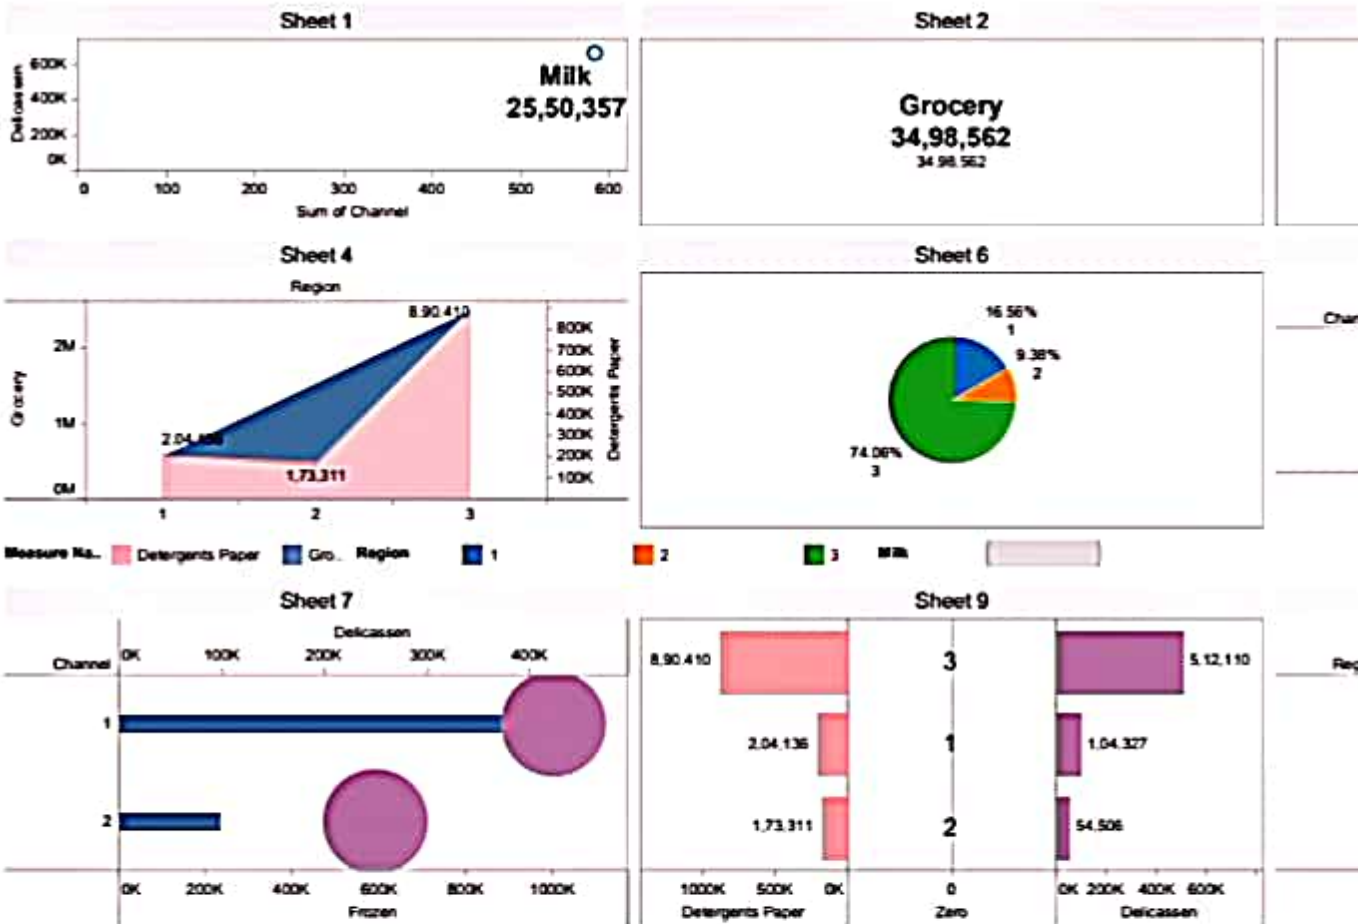 Sheet 1
Sheet 2
Delicassen
600K
400K
200K
0K
Milk
25,50,357
0
100
200
300
400
500
600
Sum of Channel
Grocery
34,98,562
34,98,562
Sheet 4
Sheet 6
Region
Grocery
2M
1M
0M
8,90,410
1,73,311
800K
700K
600K
500K
400K
300K
200K
100K
Detergents Paper
1
2
3
16.56%
1
9.38%
2
74.06%
3
Chan
Measure Na.. Detergents Paper Gro.. Region 1 2 3 Milk
Sheet 7
Sheet 9
Delicassen
Channel 0K 100K 200K 300K 400K
1
2
0K 200K 400K 600K 800K 1000K
Frozen
8,90,410 3 5,12,110
Reg
2,04,136 1 1,04,327
1,73,311 2 54,506
1000K 500K 0K 0 0K 200K 400K 600K
Detergents Paper Zero Delicassen